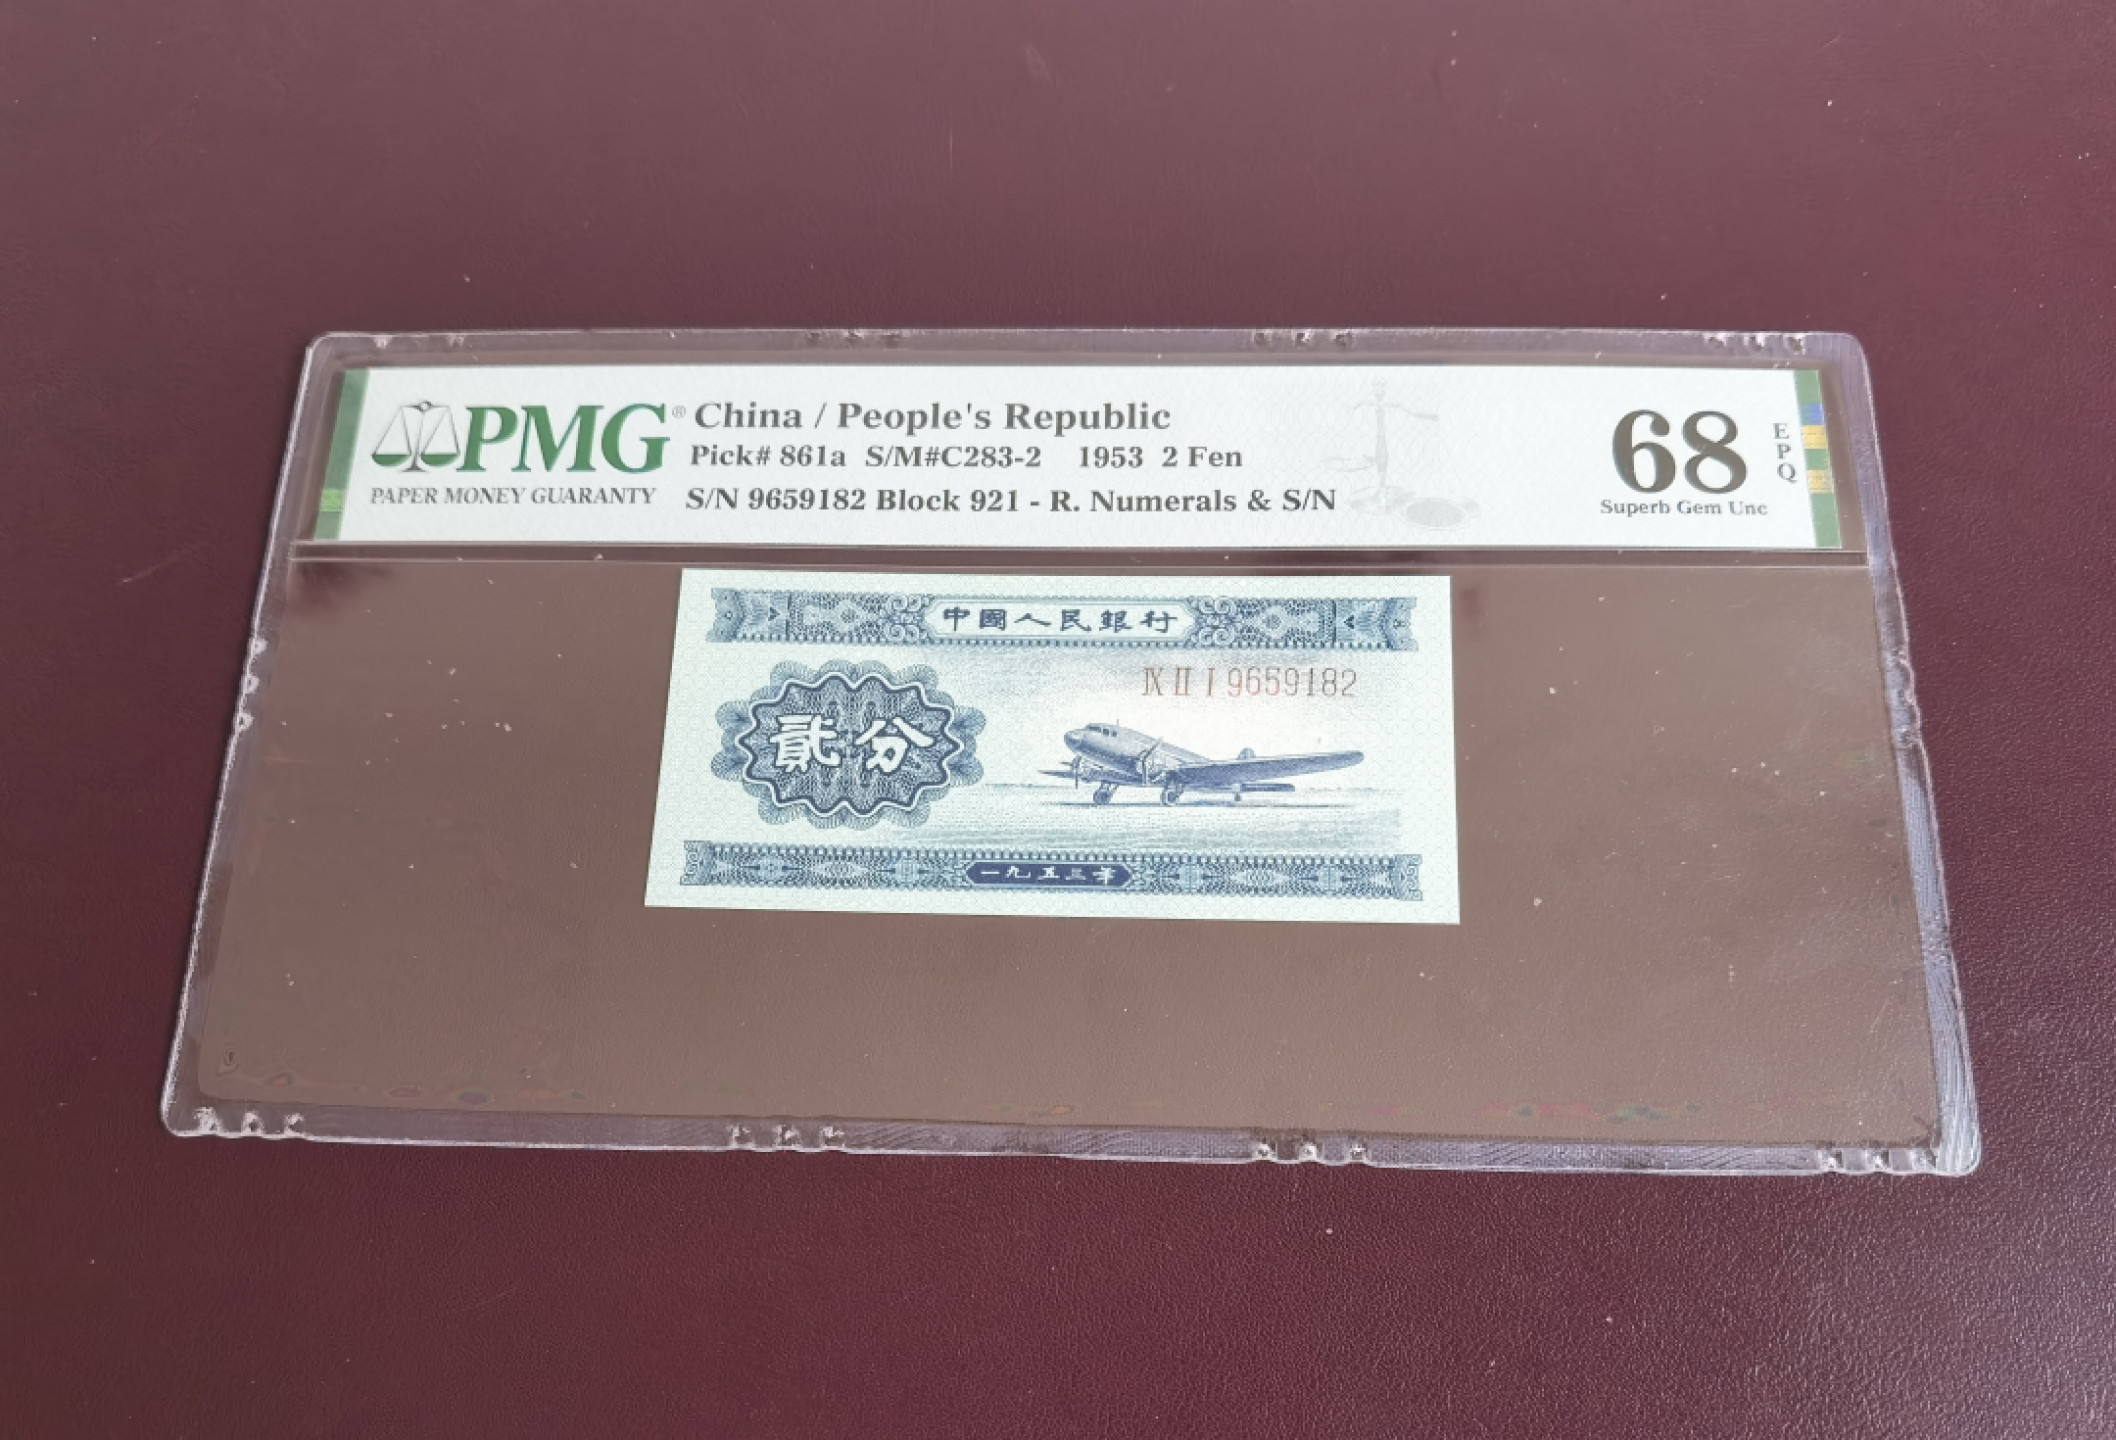 PMG®
PAPER MONEY GUARANTY
China / People's Republic
Pick# 861a S/M#C283-2 1953 2 Fen
S/N 9659182 Block 921 - R. Numerals & S/N
68
EPQ
Superb Gem Unc
中國人民銀行
IX II I 9659182
貳分
一九五三年